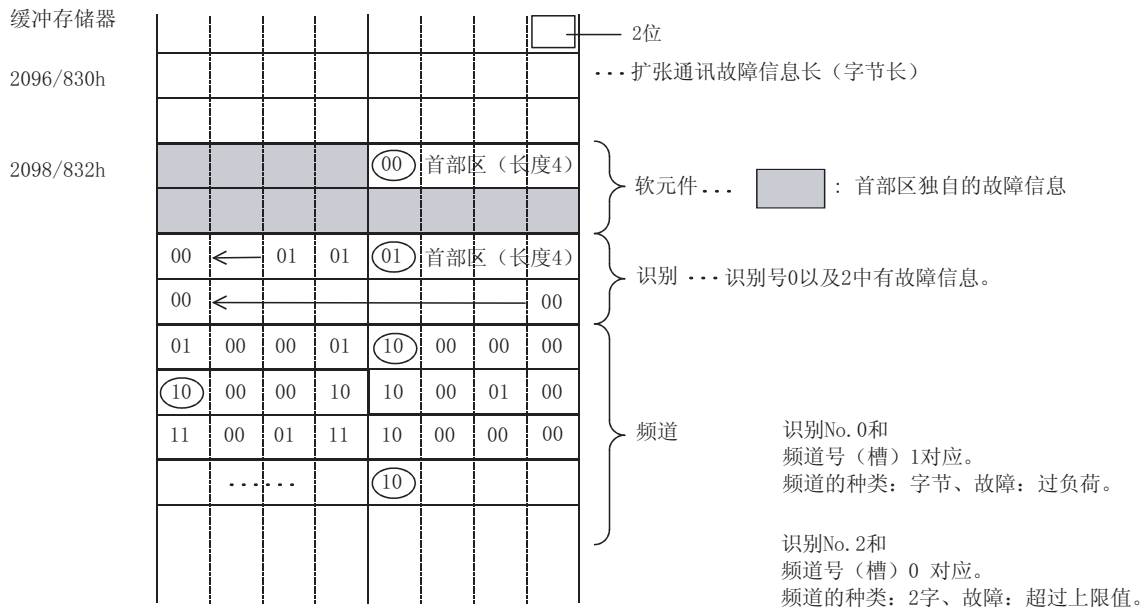 缓冲存储器
2位
2096/830h
···扩张通讯故障信息长（字节长）
2098/832h
00 首部区（长度4）
软元件... : 首部区独自的故障信息
00 01 01 01 首部区（长度4）
识别 ··· 识别号0以及2中有故障信息。
00 00
01 00 00 01 10 00 00 00
10 00 00 10 10 00 01 00
11 00 01 11 10 00 00 00
频道
······ 10
识别No.0和
频道号（槽）1对应。
频道的种类：字节、故障：过负荷。
识别No.2和
频道号（槽）0 对应。
频道的种类：2字、故障：超过上限值。